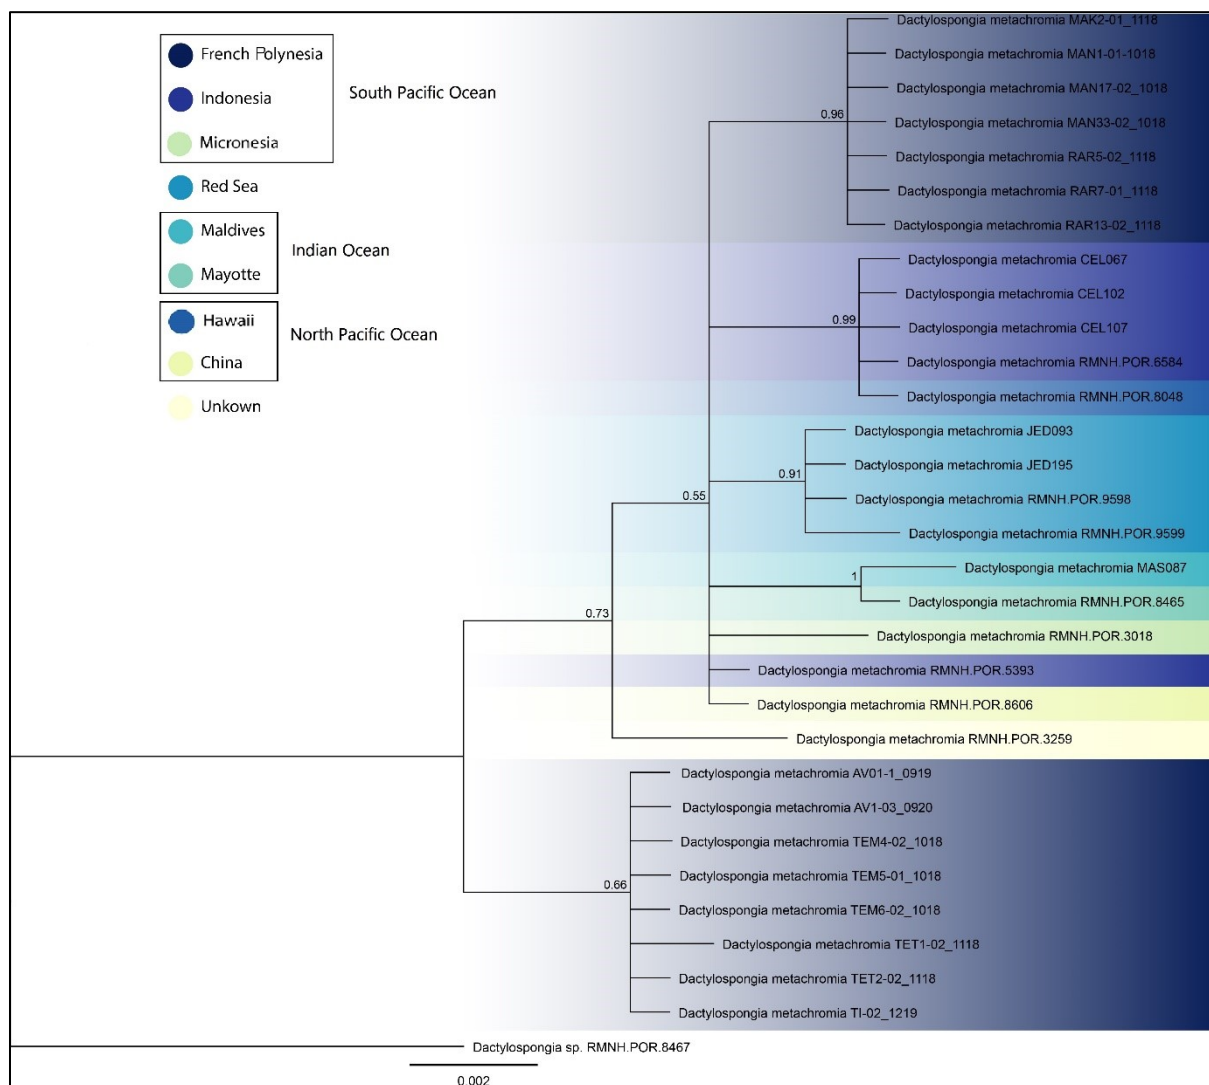 French Polynesia
Indonesia
South Pacific Ocean
Micronesia
Red Sea
Maldives
Indian Ocean
Mayotte
Hawaii
North Pacific Ocean
China
Unkown
Dactylospongia metachromia MAK2-01_1118
Dactylospongia metachromia MAN1-01-1018
Dactylospongia metachromia MAN17-02_1018
0.96
Dactylospongia metachromia MAN33-02_1018
Dactylospongia metachromia RAR5-02_1118
Dactylospongia metachromia RAR7-01_1118
Dactylospongia metachromia RAR13-02_1118
Dactylospongia metachromia CEL067
Dactylospongia metachromia CEL102
0.99
Dactylospongia metachromia CEL107
Dactylospongia metachromia RMNH.POR.6584
Dactylospongia metachromia RMNH.POR.8048
Dactylospongia metachromia JED093
Dactylospongia metachromia JED195
0.91
0.55
Dactylospongia metachromia RMNH.POR.9598
Dactylospongia metachromia RMNH.POR.9599
Dactylospongia metachromia MAS087
1
Dactylospongia metachromia RMNH.POR.8465
0.73
Dactylospongia metachromia RMNH.POR.3018
Dactylospongia metachromia RMNH.POR.5393
Dactylospongia metachromia RMNH.POR.8606
Dactylospongia metachromia RMNH.POR.3259
Dactylospongia metachromia AV01-1_0919
Dactylospongia metachromia AV1-03_0920
Dactylospongia metachromia TEM4-02_1018
Dactylospongia metachromia TEM5-01_1018
0.66
Dactylospongia metachromia TEM6-02_1018
Dactylospongia metachromia TET1-02_1118
Dactylospongia metachromia TET2-02_1118
Dactylospongia metachromia TI-02_1219
Dactylospongia sp. RMNH.POR.8467
0.002